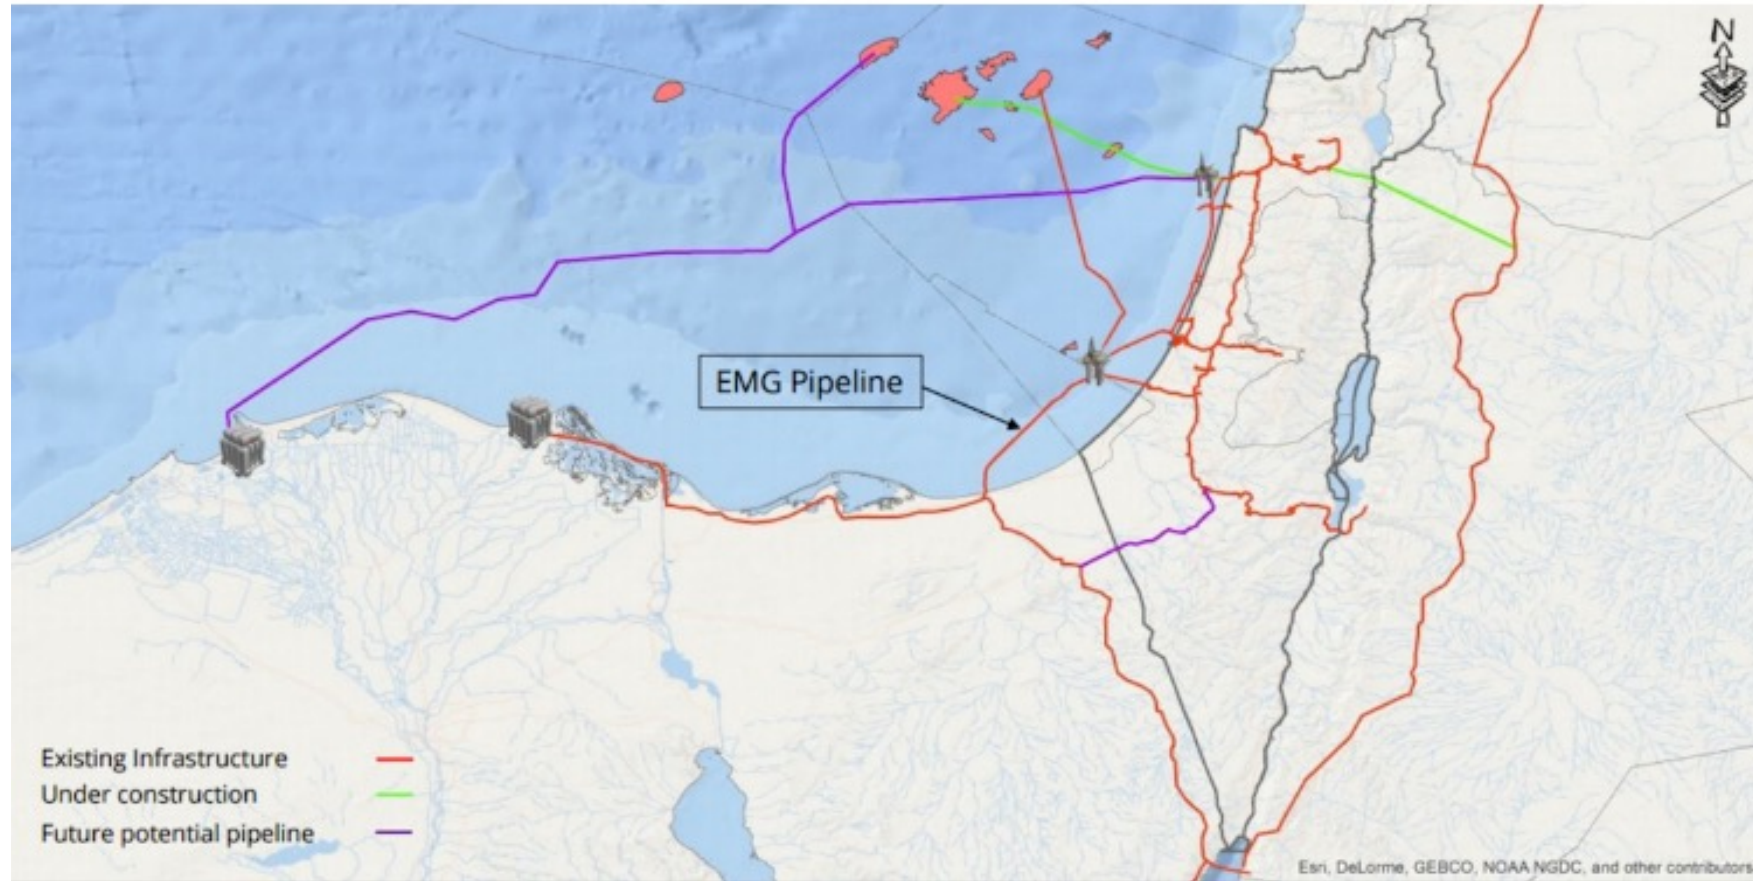 N
EMG Pipeline
Existing Infrastructure
Under construction
Future potential pipeline
Esri, DeLorme, GEBCO, NOAA NGDC, and other contributors